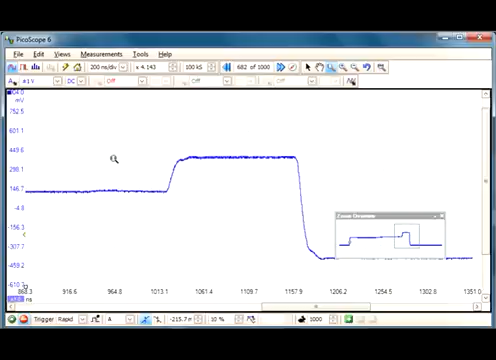 PicoScope 6
File Edit Views Measurements Tools Help
200 ns/div x 4.143 100 kS 682 of 1000
A ±1 V DC Off Off
904.0
mV
752.5
601.1
449.6
298.1
146.7
-4.8
-156.3
-307.7
-459.2
-610.7
Zoom Overview
868.3 916.6 964.8 1013.1 1061.4 1109.7 1157.9 1206.2 1254.5 1302.8 1351.0
ns
Trigger Rapid A -215.7 m 10 % 1000